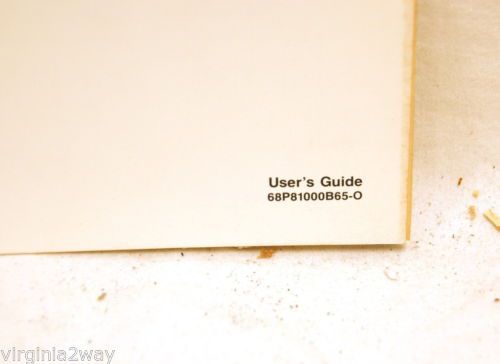 User's Guide
68P81000B65-O
virginia2way